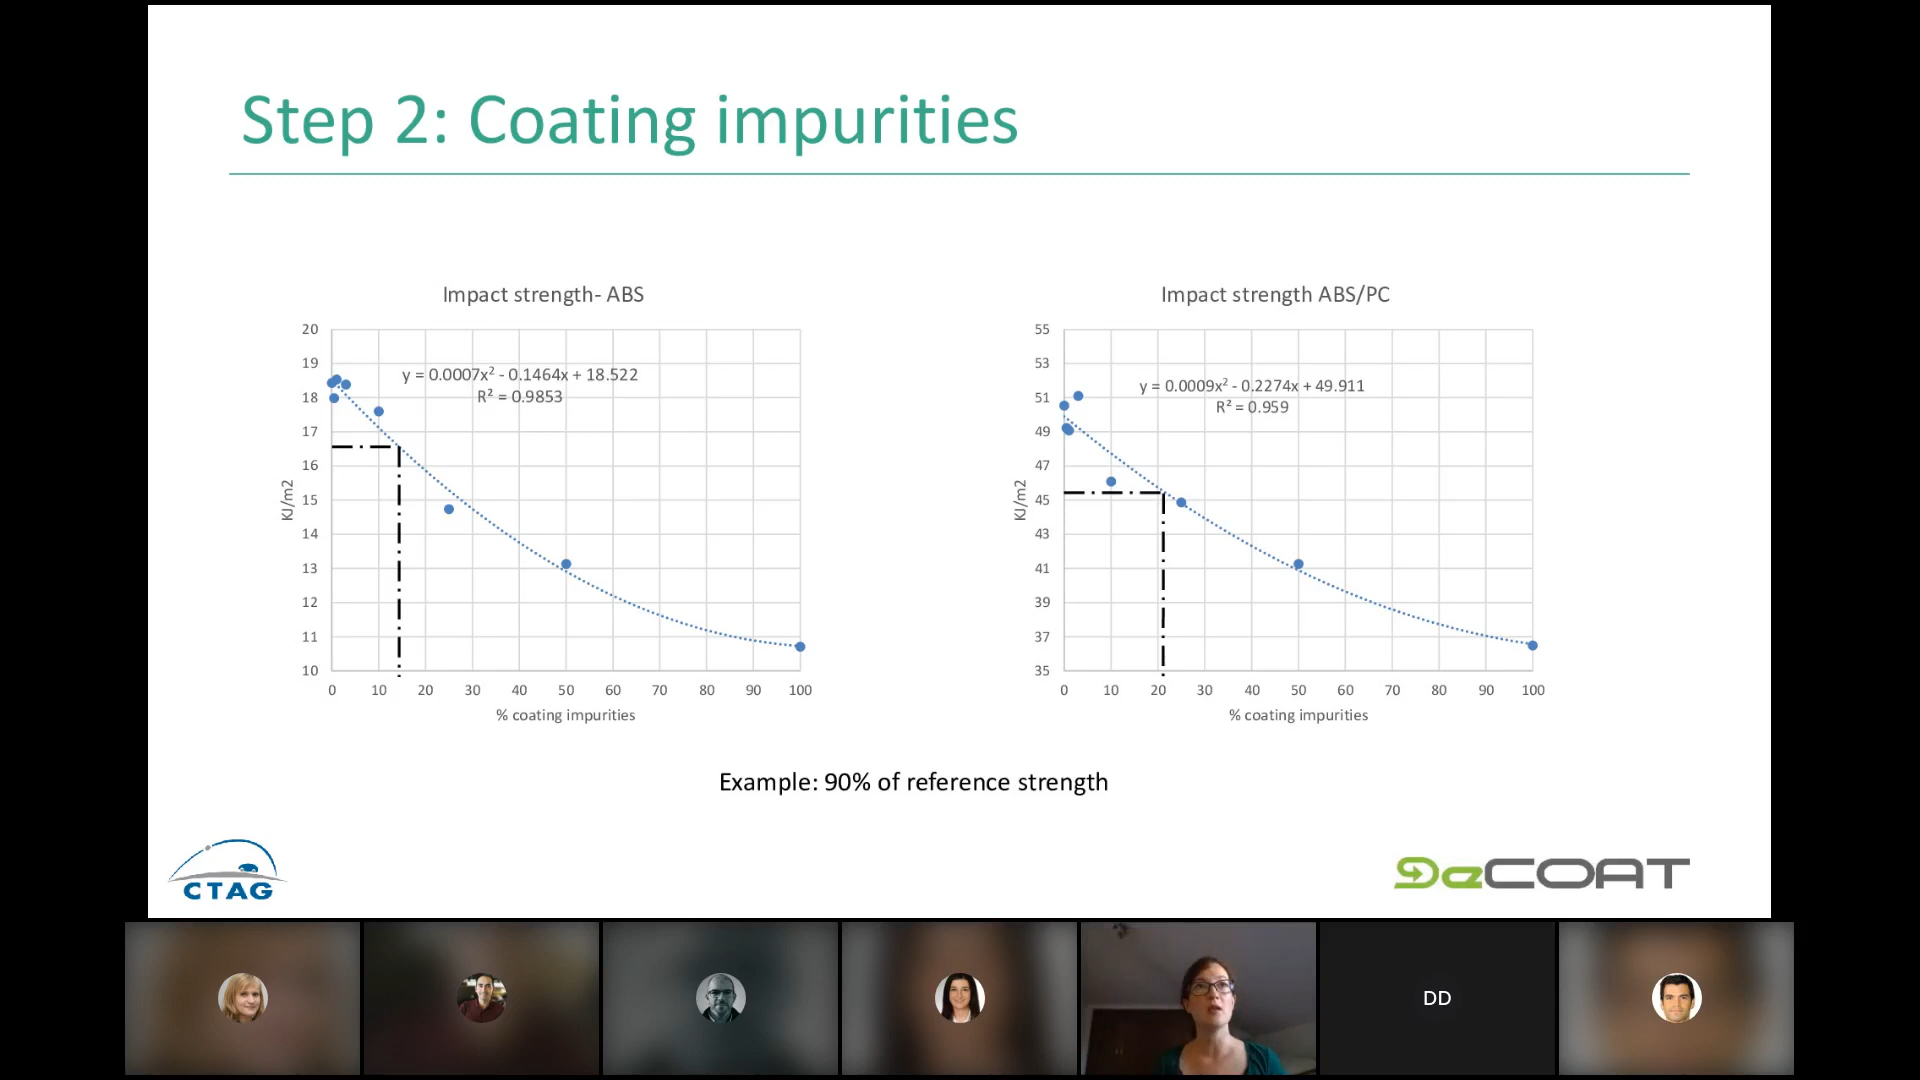 Step 2: Coating impurities
Impact strength- ABS
20
19
18
17
16
15
14
13
12
11
10
KJ/m2
y = 0.0007x² - 0.1464x + 18.522
R² = 0.9853
0 10 20 30 40 50 60 70 80 90 100
% coating impurities
Impact strength ABS/PC
55
53
51
49
47
45
43
41
39
37
35
KJ/m2
y = 0.0009x² - 0.2274x + 49.911
R² = 0.959
0 10 20 30 40 50 60 70 80 90 100
% coating impurities
Example: 90% of reference strength
CTAG
DeCOAT
DD